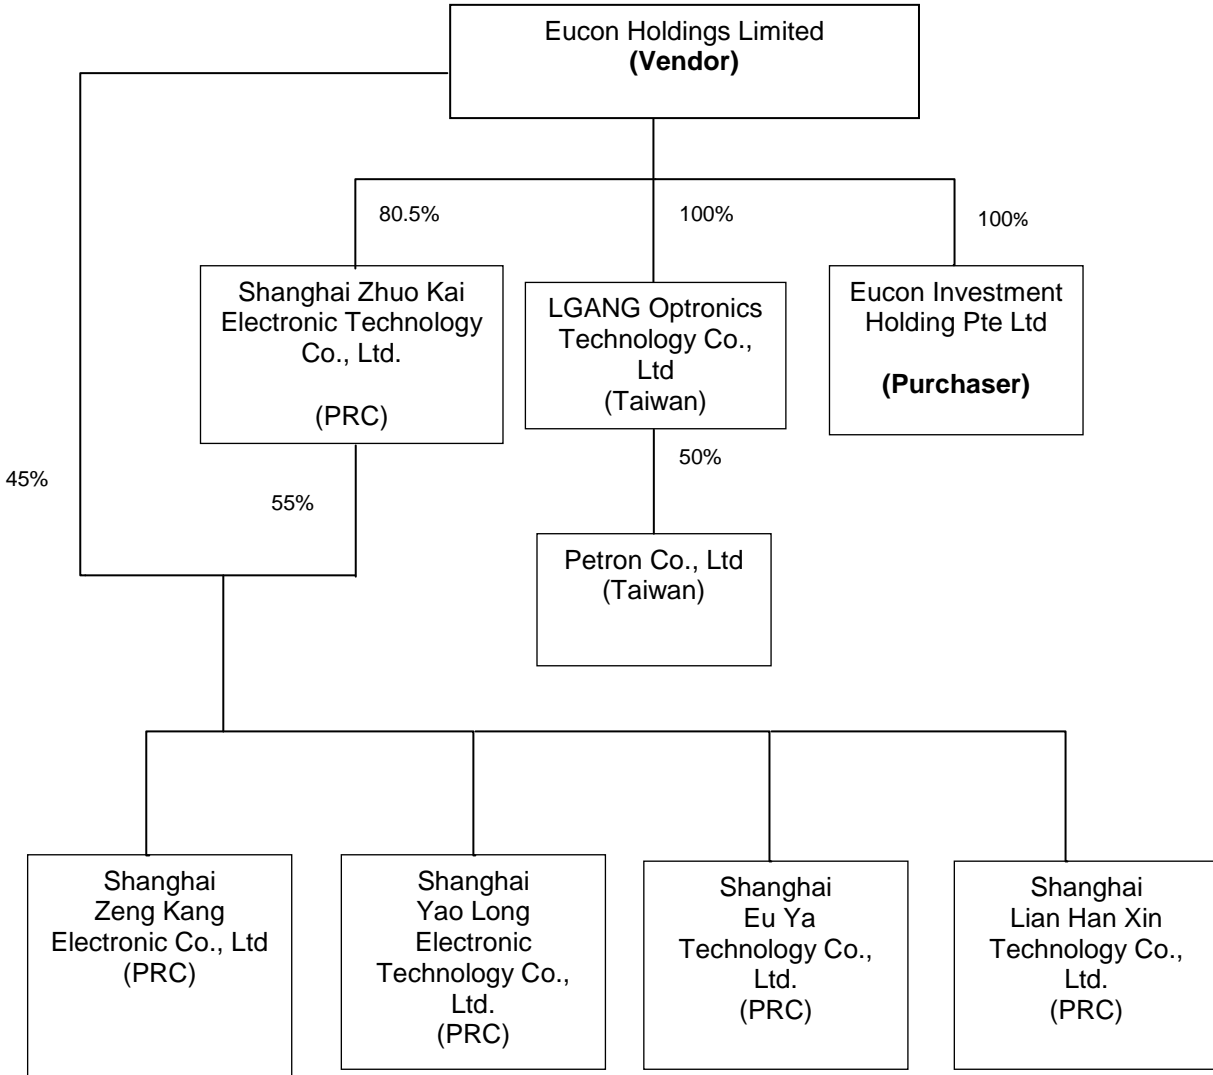 Eucon Holdings Limited
(Vendor)
80.5%
100%
100%
Shanghai Zhuo Kai
Electronic Technology
Co., Ltd.
(PRC)
LGANG Optronics
Technology Co.,
Ltd
(Taiwan)
Eucon Investment
Holding Pte Ltd
(Purchaser)
45%
55%
50%
Petron Co., Ltd
(Taiwan)
Shanghai
Zeng Kang
Electronic Co., Ltd
(PRC)
Shanghai
Yao Long
Electronic
Technology Co.,
Ltd.
(PRC)
Shanghai
Eu Ya
Technology Co.,
Ltd.
(PRC)
Shanghai
Lian Han Xin
Technology Co.,
Ltd.
(PRC)